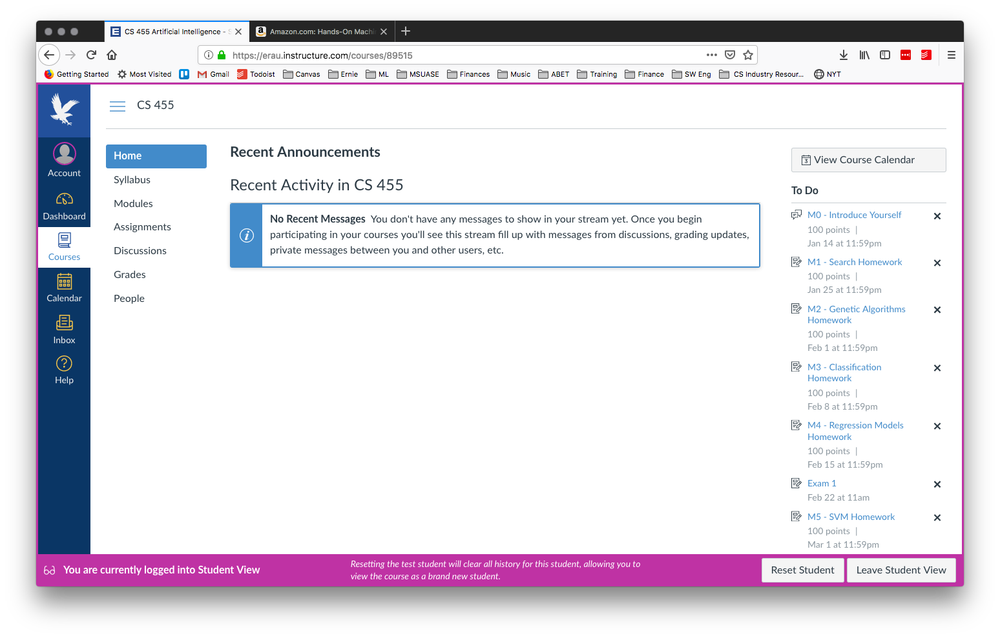 CS 455 Artificial Intelligence -
Amazon.com: Hands-On Machi
https://erau.instructure.com/courses/89515
Getting Started
Most Visited
Gmail
Todoist
Canvas
Ernie
ML
MSUASE
Finances
Music
ABET
Training
Finance
SW Eng
CS Industry Resour...
NYT
CS 455
Account
Dashboard
Courses
Calendar
Inbox
Help
Home
Syllabus
Modules
Assignments
Discussions
Grades
People
Recent Announcements
Recent Activity in CS 455
No Recent Messages You don't have any messages to show in your stream yet. Once you begin
participating in your courses you'll see this stream fill up with messages from discussions, grading updates,
private messages between you and other users, etc.
View Course Calendar
To Do
M0 - Introduce Yourself
100 points |
Jan 14 at 11:59pm
M1 - Search Homework
100 points |
Jan 25 at 11:59pm
M2 - Genetic Algorithms
Homework
100 points |
Feb 1 at 11:59pm
M3 - Classification
Homework
100 points |
Feb 8 at 11:59pm
M4 - Regression Models
Homework
100 points |
Feb 15 at 11:59pm
Exam 1
Feb 22 at 11am
M5 - SVM Homework
100 points |
Mar 1 at 11:59pm
You are currently logged into Student View
Resetting the test student will clear all history for this student, allowing you to
view the course as a brand new student.
Reset Student
Leave Student View